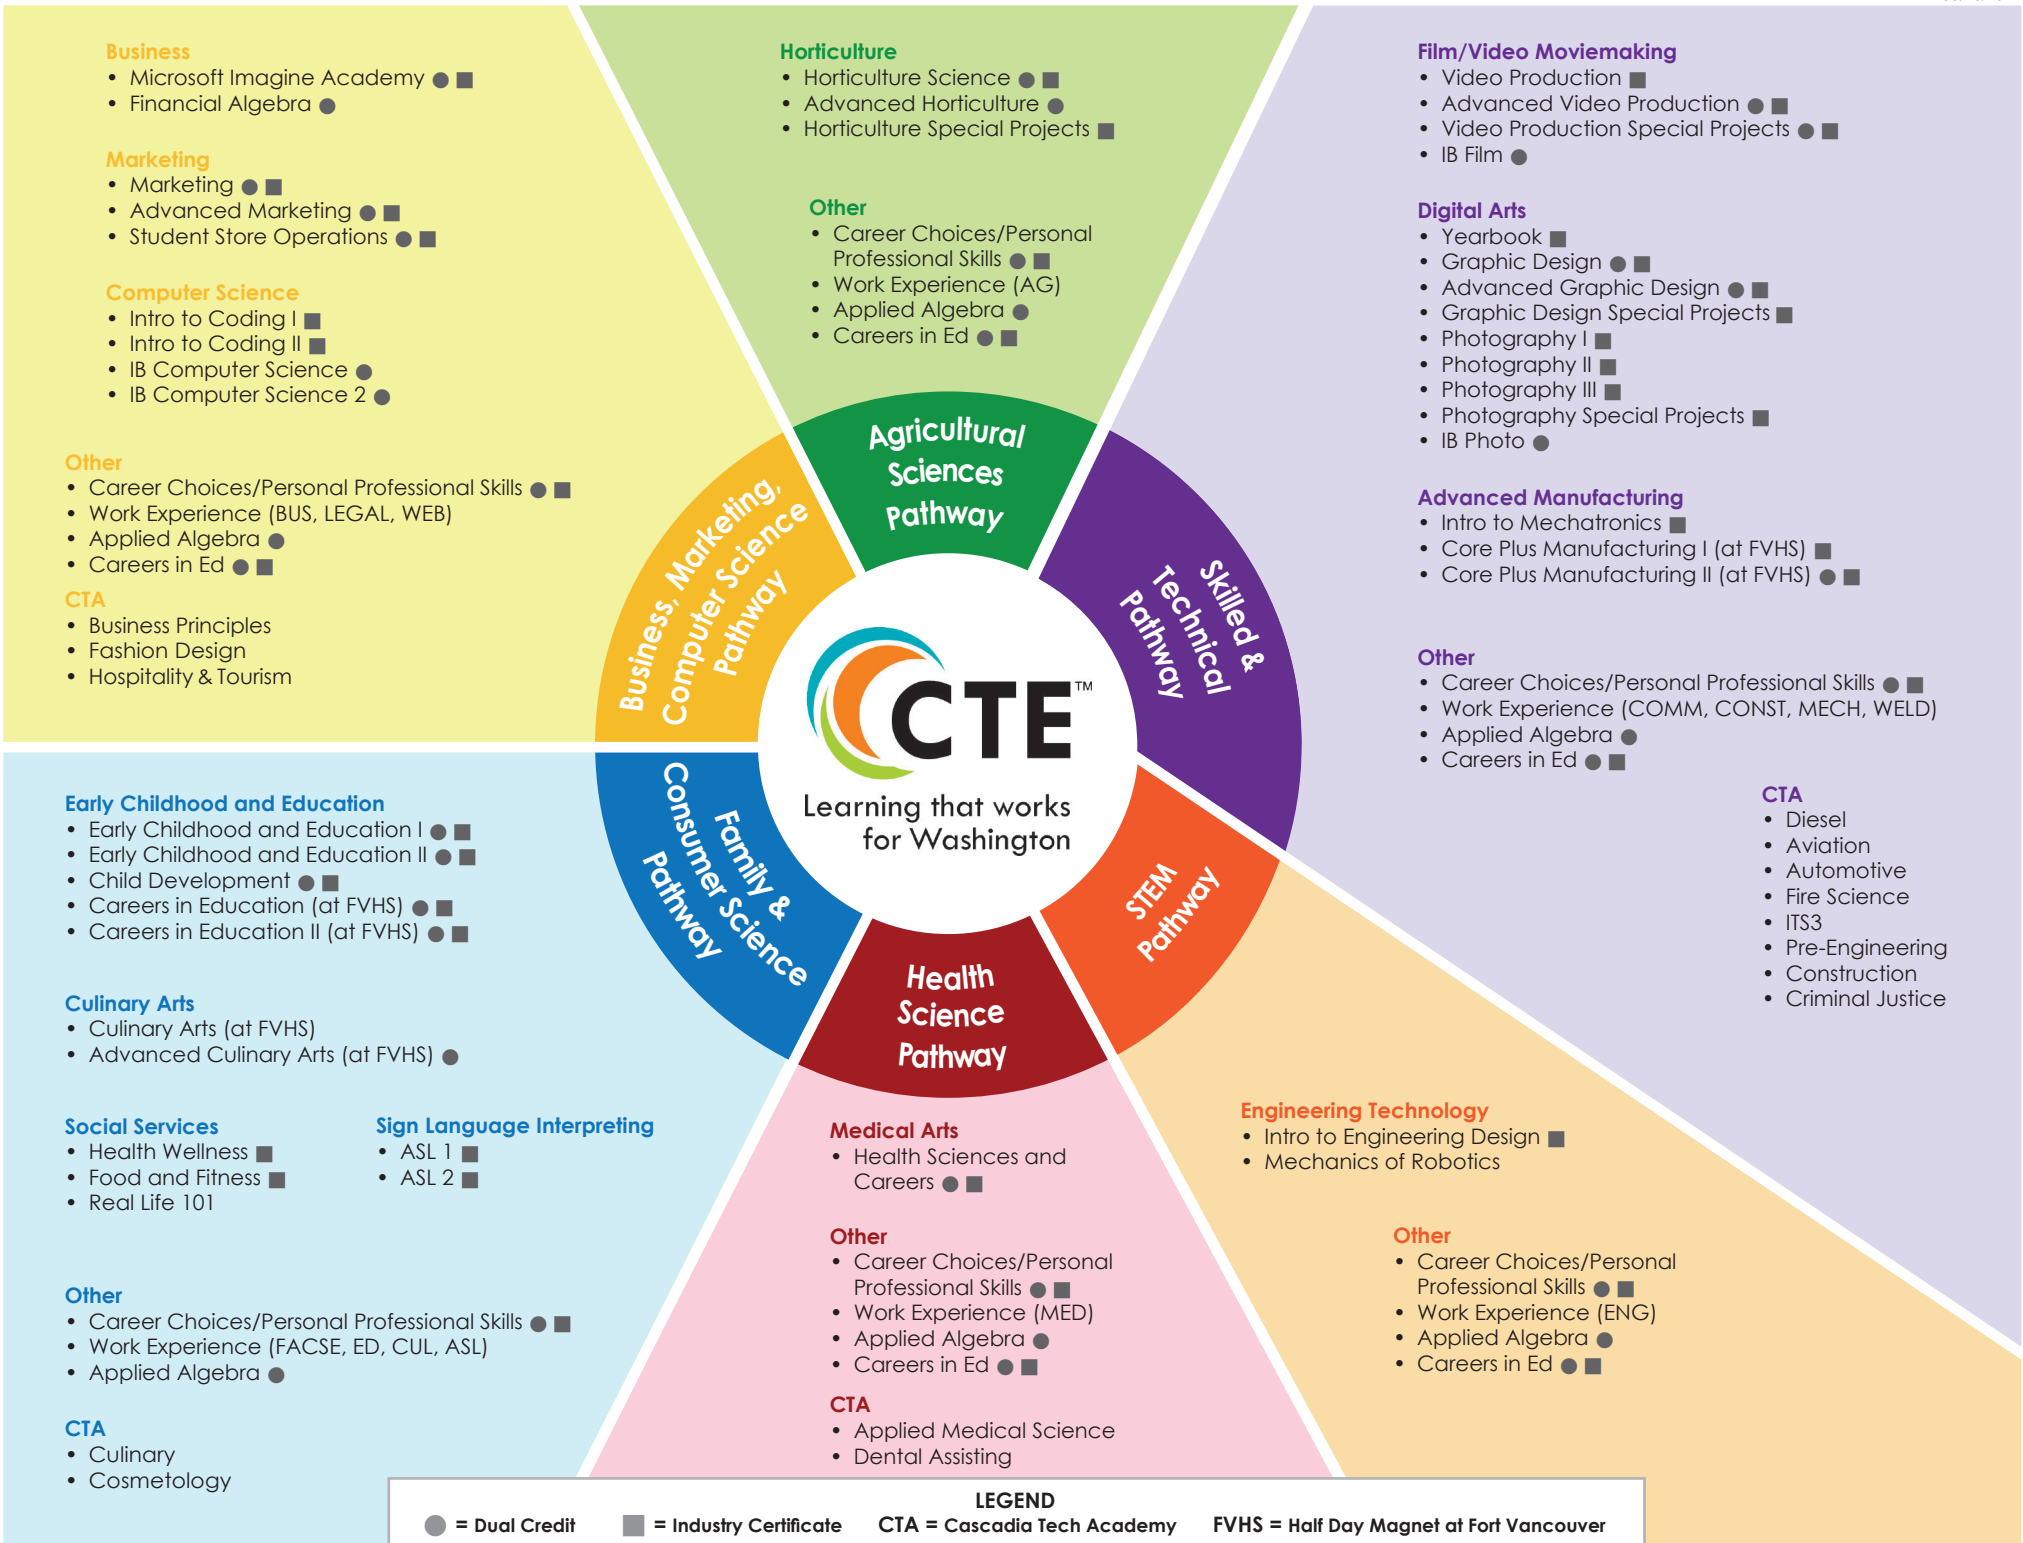 Business
• Microsoft Imagine Academy ● ■
• Financial Algebra ●
Marketing
• Marketing ● ■
• Advanced Marketing ● ■
• Student Store Operations ● ■
Computer Science
• Intro to Coding I ■
• Intro to Coding II ■
• IB Computer Science ●
• IB Computer Science 2 ●
Other
• Career Choices/Personal Professional Skills ● ■
• Work Experience (BUS, LEGAL, WEB)
• Applied Algebra ●
• Careers in Ed ● ■
CTA
• Business Principles
• Fashion Design
• Hospitality & Tourism
Business, Marketing,
Computer Science
Pathway
Horticulture
• Horticulture Science ● ■
• Advanced Horticulture ●
• Horticulture Special Projects ■
Other
• Career Choices/Personal
Professional Skills ● ■
• Work Experience (AG)
• Applied Algebra ●
• Careers in Ed ● ■
Agricultural
Sciences
Pathway
Film/Video Moviemaking
• Video Production ■
• Advanced Video Production ● ■
• Video Production Special Projects ● ■
• IB Film ●
Digital Arts
• Yearbook ■
• Graphic Design ● ■
• Advanced Graphic Design ● ■
• Graphic Design Special Projects ■
• Photography I ■
• Photography II ■
• Photography III ■
• Photography Special Projects ■
• IB Photo ●
Advanced Manufacturing
• Intro to Mechatronics ■
• Core Plus Manufacturing I (at FVHS) ■
• Core Plus Manufacturing II (at FVHS) ● ■
Other
• Career Choices/Personal Professional Skills ● ■
• Work Experience (COMM, CONST, MECH, WELD)
• Applied Algebra ●
• Careers in Ed ● ■
CTA
• Diesel
• Aviation
• Automotive
• Fire Science
• ITS3
• Pre-Engineering
• Construction
• Criminal Justice
Skilled &
Technical
Pathway
CTE™
Learning that works
for Washington
Early Childhood and Education
• Early Childhood and Education I ● ■
• Early Childhood and Education II ● ■
• Child Development ● ■
• Careers in Education (at FVHS) ● ■
• Careers in Education II (at FVHS) ● ■
Culinary Arts
• Culinary Arts (at FVHS)
• Advanced Culinary Arts (at FVHS) ●
Social Services
• Health Wellness ■
• Food and Fitness ■
• Real Life 101
Sign Language Interpreting
• ASL 1 ■
• ASL 2 ■
Other
• Career Choices/Personal Professional Skills ● ■
• Work Experience (FACSE, ED, CUL, ASL)
• Applied Algebra ●
CTA
• Culinary
• Cosmetology
Family &
Consumer Science
Pathway
Health
Science
Pathway
Medical Arts
• Health Sciences and
Careers ● ■
Other
• Career Choices/Personal
Professional Skills ● ■
• Work Experience (MED)
• Applied Algebra ●
• Careers in Ed ● ■
CTA
• Applied Medical Science
• Dental Assisting
STEM
Pathway
Engineering Technology
• Intro to Engineering Design ■
• Mechanics of Robotics
Other
• Career Choices/Personal
Professional Skills ● ■
• Work Experience (ENG)
• Applied Algebra ●
• Careers in Ed ● ■
LEGEND
● = Dual Credit ■ = Industry Certificate CTA = Cascadia Tech Academy FVHS = Half Day Magnet at Fort Vancouver